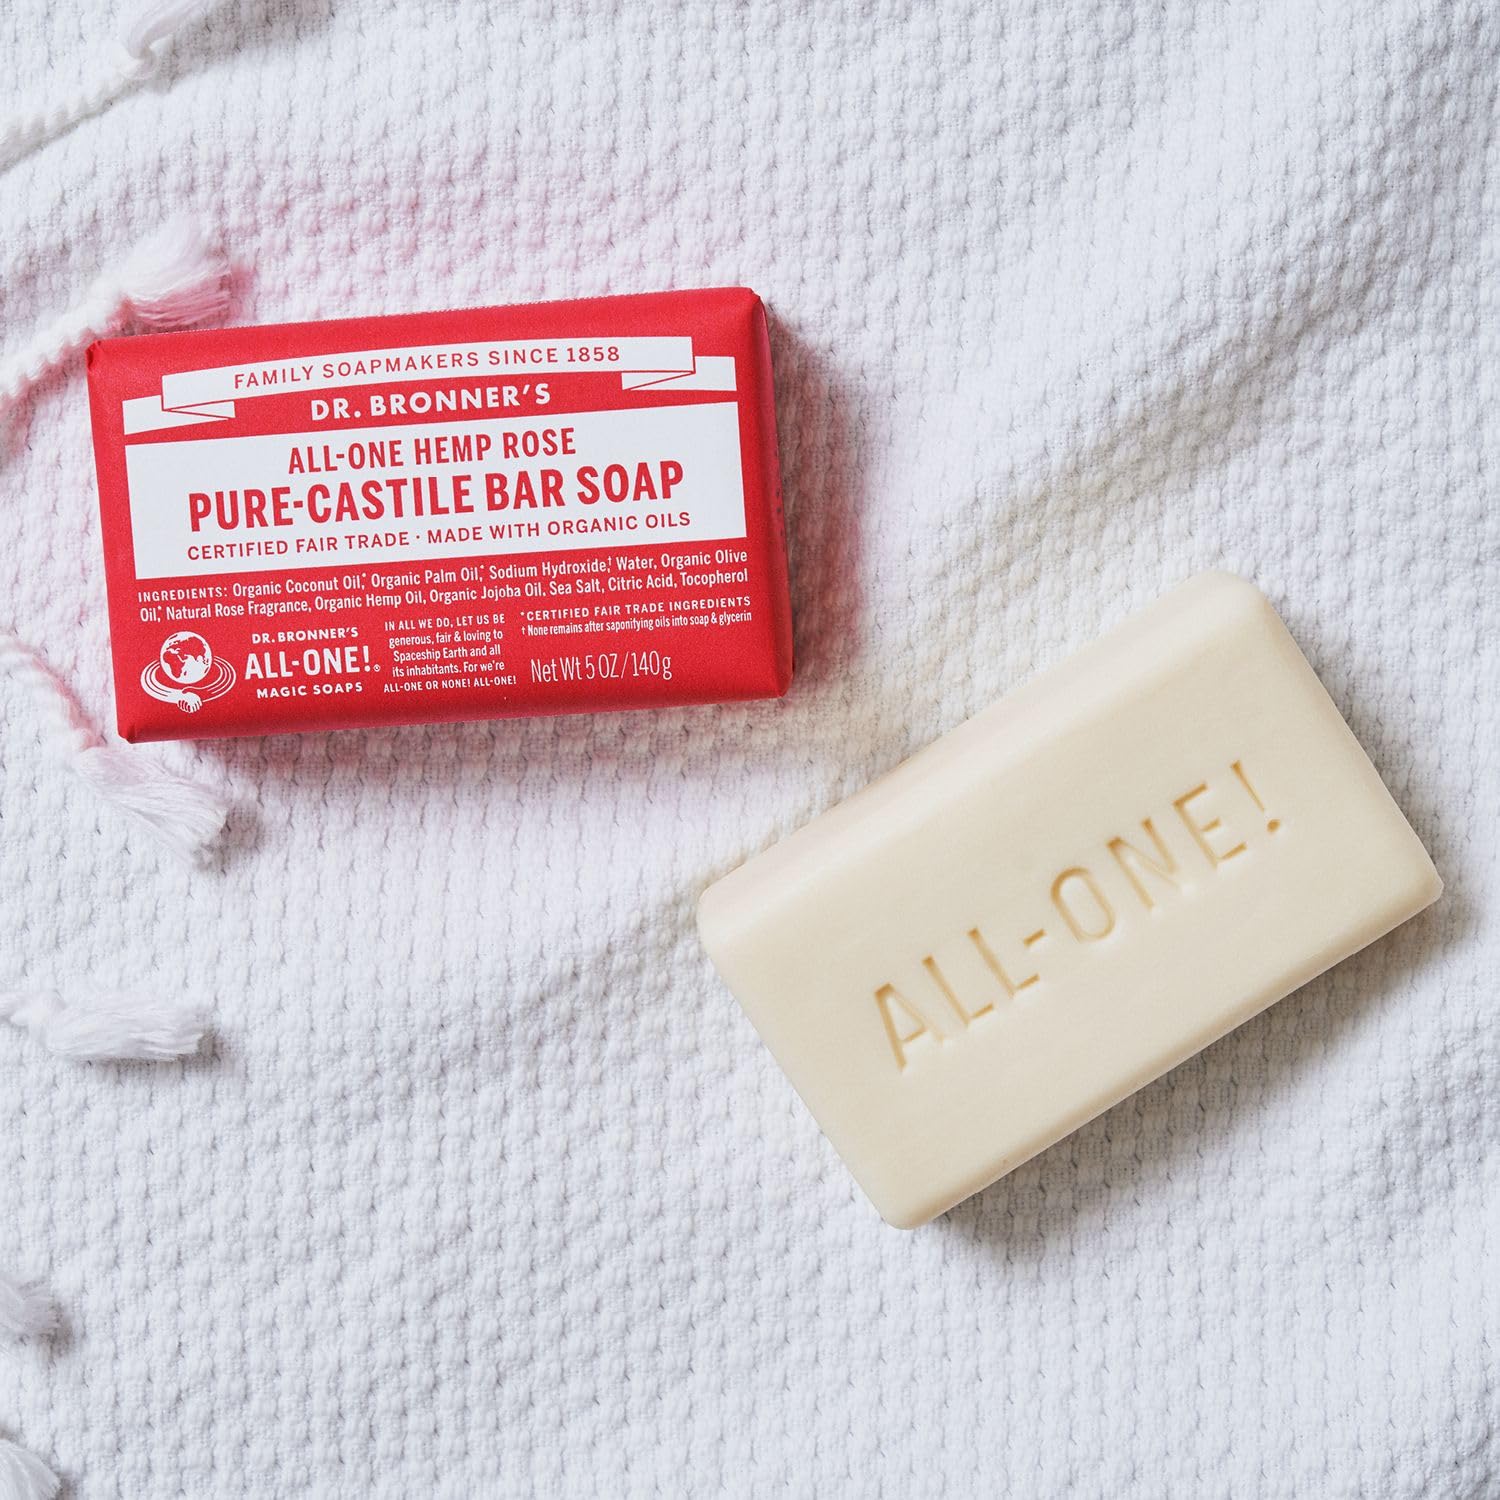 FAMILY SOAPMAKERS SINCE 1858
DR. BRONNER'S
ALL-ONE HEMP ROSE
PURE-CASTILE BAR SOAP
CERTIFIED FAIR TRADE · MADE WITH ORGANIC OILS
INGREDIENTS: Organic Coconut Oil,* Organic Palm Oil,* Sodium Hydroxide,† Water, Organic Olive
Oil,* Natural Rose Fragrance, Organic Hemp Oil, Organic Jojoba Oil, Sea Salt, Citric Acid, Tocopherol
DR. BRONNER'S
ALL-ONE!®
MAGIC SOAPS
IN ALL WE DO, LET US BE
generous, fair & loving to
Spaceship Earth and all
its inhabitants. For we're
ALL-ONE OR NONE! ALL-ONE!
*CERTIFIED FAIR TRADE INGREDIENTS
† None remains after saponifying oils into soap & glycerin
Net Wt 5 OZ/140g
ALL-ONE!